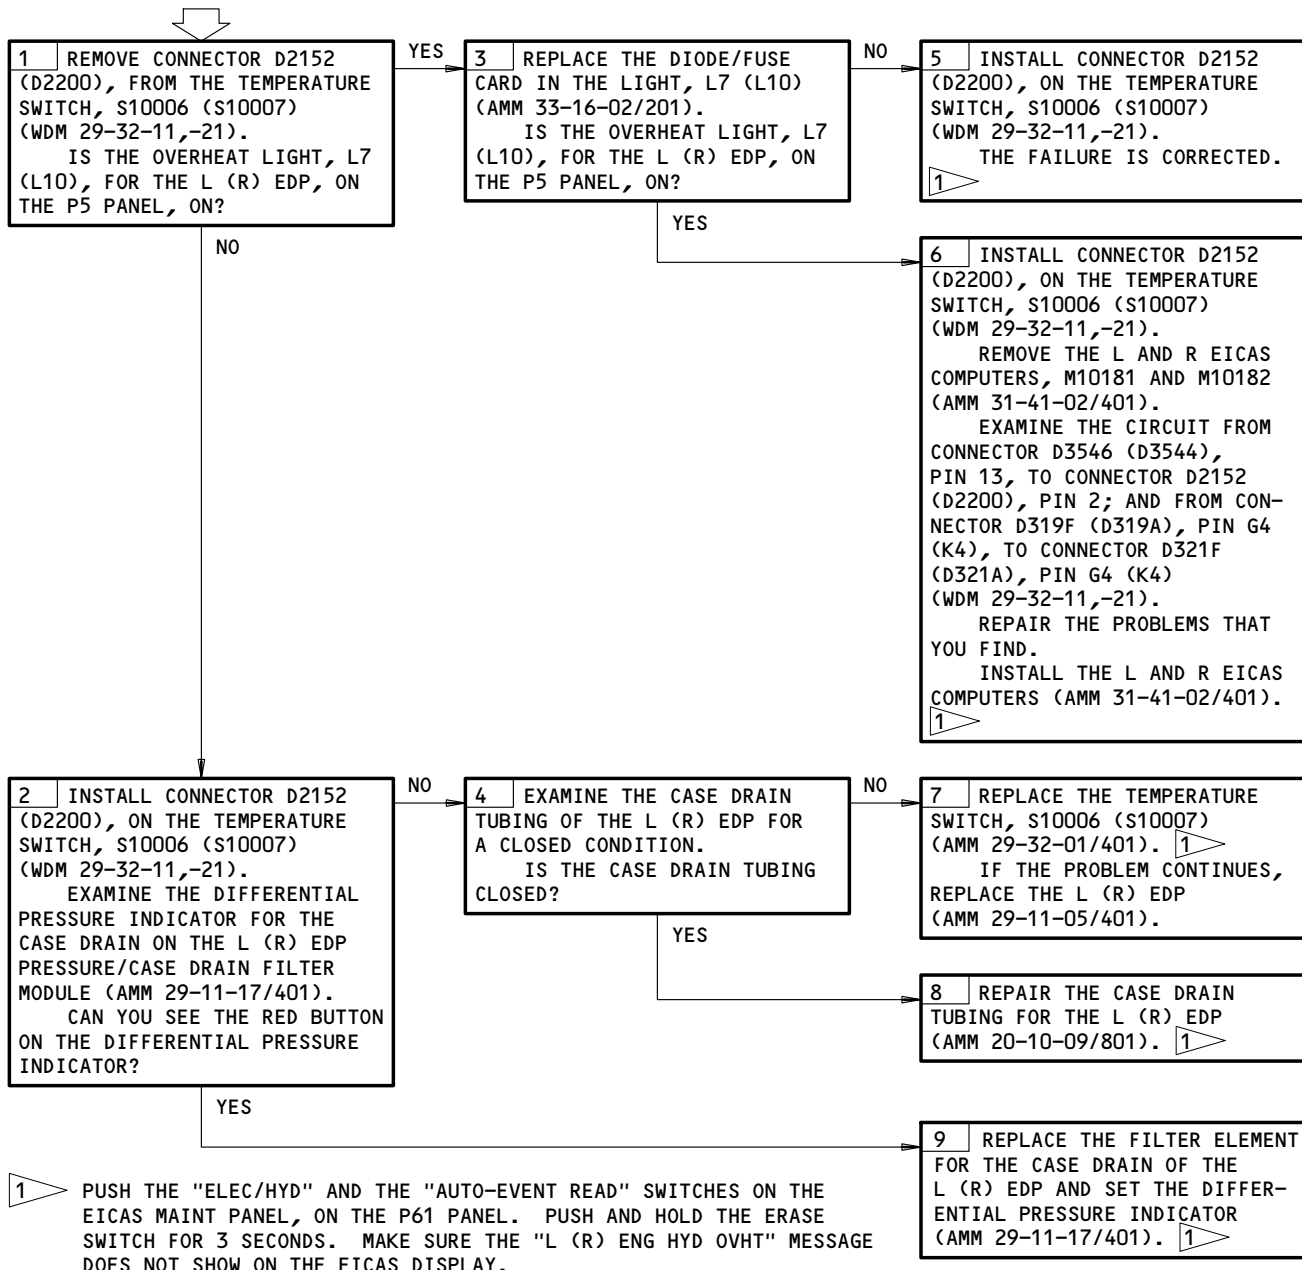 1 REMOVE CONNECTOR D2152
(D2200), FROM THE TEMPERATURE
SWITCH, S10006 (S10007)
(WDM 29-32-11,-21).
IS THE OVERHEAT LIGHT, L7
(L10), FOR THE L (R) EDP, ON
THE P5 PANEL, ON?
YES
NO
3 REPLACE THE DIODE/FUSE
CARD IN THE LIGHT, L7 (L10)
(AMM 33-16-02/201).
IS THE OVERHEAT LIGHT, L7
(L10), FOR THE L (R) EDP, ON
THE P5 PANEL, ON?
NO
YES
5 INSTALL CONNECTOR D2152
(D2200), ON THE TEMPERATURE
SWITCH, S10006 (S10007)
(WDM 29-32-11,-21).
THE FAILURE IS CORRECTED.
1
6 INSTALL CONNECTOR D2152
(D2200), ON THE TEMPERATURE
SWITCH, S10006 (S10007)
(WDM 29-32-11,-21).
REMOVE THE L AND R EICAS
COMPUTERS, M10181 AND M10182
(AMM 31-41-02/401).
EXAMINE THE CIRCUIT FROM
CONNECTOR D3546 (D3544),
PIN 13, TO CONNECTOR D2152
(D2200), PIN 2; AND FROM CON-
NECTOR D319F (D319A), PIN G4
(K4), TO CONNECTOR D321F
(D321A), PIN G4 (K4)
(WDM 29-32-11,-21).
REPAIR THE PROBLEMS THAT
YOU FIND.
INSTALL THE L AND R EICAS
COMPUTERS (AMM 31-41-02/401).
1
2 INSTALL CONNECTOR D2152
(D2200), ON THE TEMPERATURE
SWITCH, S10006 (S10007)
(WDM 29-32-11,-21).
EXAMINE THE DIFFERENTIAL
PRESSURE INDICATOR FOR THE
CASE DRAIN ON THE L (R) EDP
PRESSURE/CASE DRAIN FILTER
MODULE (AMM 29-11-17/401).
CAN YOU SEE THE RED BUTTON
ON THE DIFFERENTIAL PRESSURE
INDICATOR?
NO
YES
4 EXAMINE THE CASE DRAIN
TUBING OF THE L (R) EDP FOR
A CLOSED CONDITION.
IS THE CASE DRAIN TUBING
CLOSED?
NO
YES
7 REPLACE THE TEMPERATURE
SWITCH, S10006 (S10007)
(AMM 29-32-01/401). 1
IF THE PROBLEM CONTINUES,
REPLACE THE L (R) EDP
(AMM 29-11-05/401).
8 REPAIR THE CASE DRAIN
TUBING FOR THE L (R) EDP
(AMM 20-10-09/801). 1
9 REPLACE THE FILTER ELEMENT
FOR THE CASE DRAIN OF THE
L (R) EDP AND SET THE DIFFER-
ENTIAL PRESSURE INDICATOR
(AMM 29-11-17/401). 1
1 PUSH THE "ELEC/HYD" AND THE "AUTO-EVENT READ" SWITCHES ON THE
EICAS MAINT PANEL, ON THE P61 PANEL. PUSH AND HOLD THE ERASE
SWITCH FOR 3 SECONDS. MAKE SURE THE "L (R) ENG HYD OVHT" MESSAGE
DOES NOT SHOW ON THE EICAS DISPLAY.